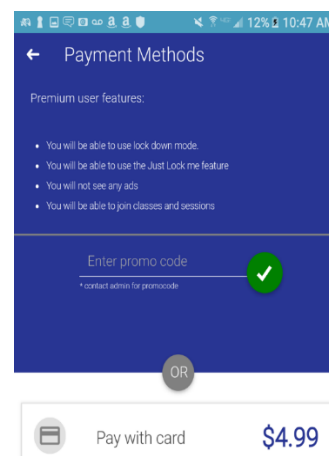 12% 10:47 AM
Payment Methods
Premium user features:
• You will be able to use lock down mode.
• You will be able to use the Just Lock me feature
• You will not see any ads
• You will be able to join classes and sessions
Enter promo code
* contact admin for promocode
OR
Pay with card $4.99